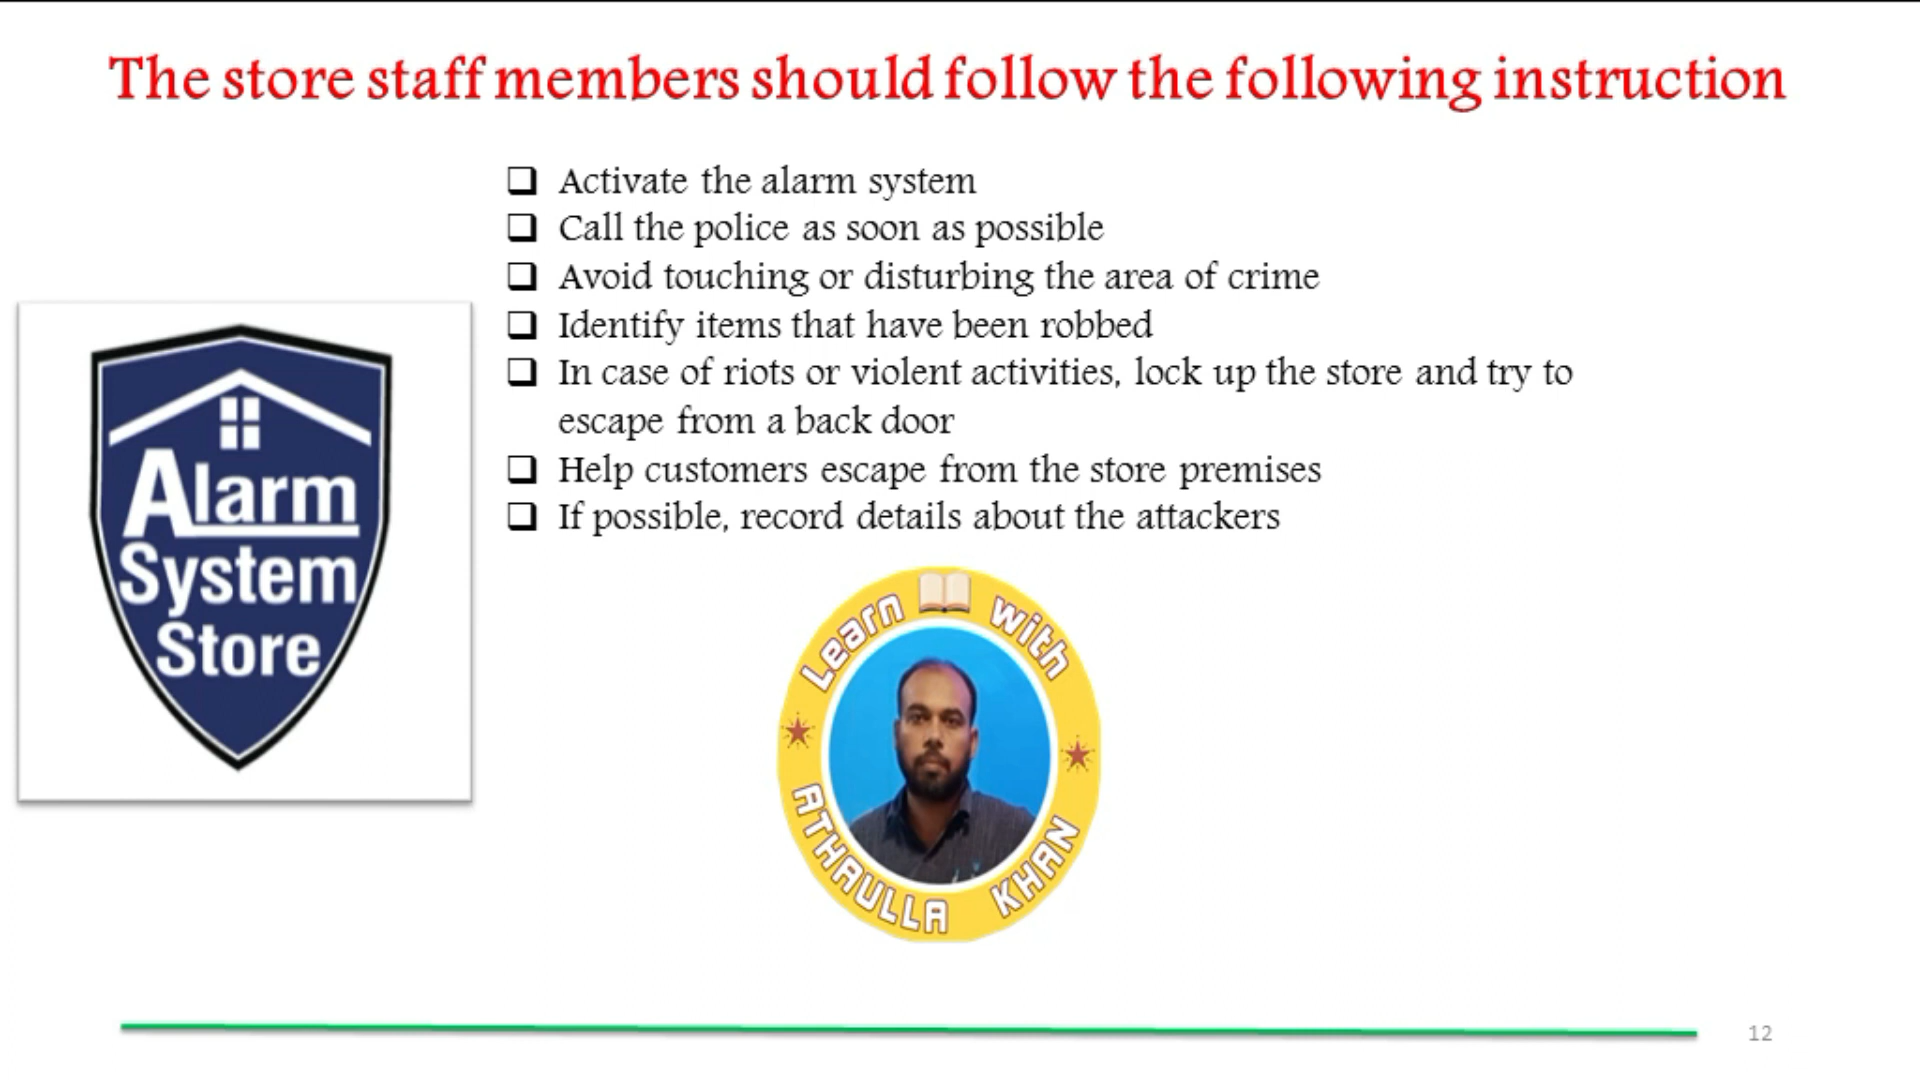 The store staff members should follow the following instruction
Activate the alarm system
Call the police as soon as possible
Avoid touching or disturbing the area of crime
Identify items that have been robbed
In case of riots or violent activities, lock up the store and try to
escape from a back door
Help customers escape from the store premises
If possible, record details about the attackers
Alarm
System
Store
Learn with
ATHAULLA KHAN
12